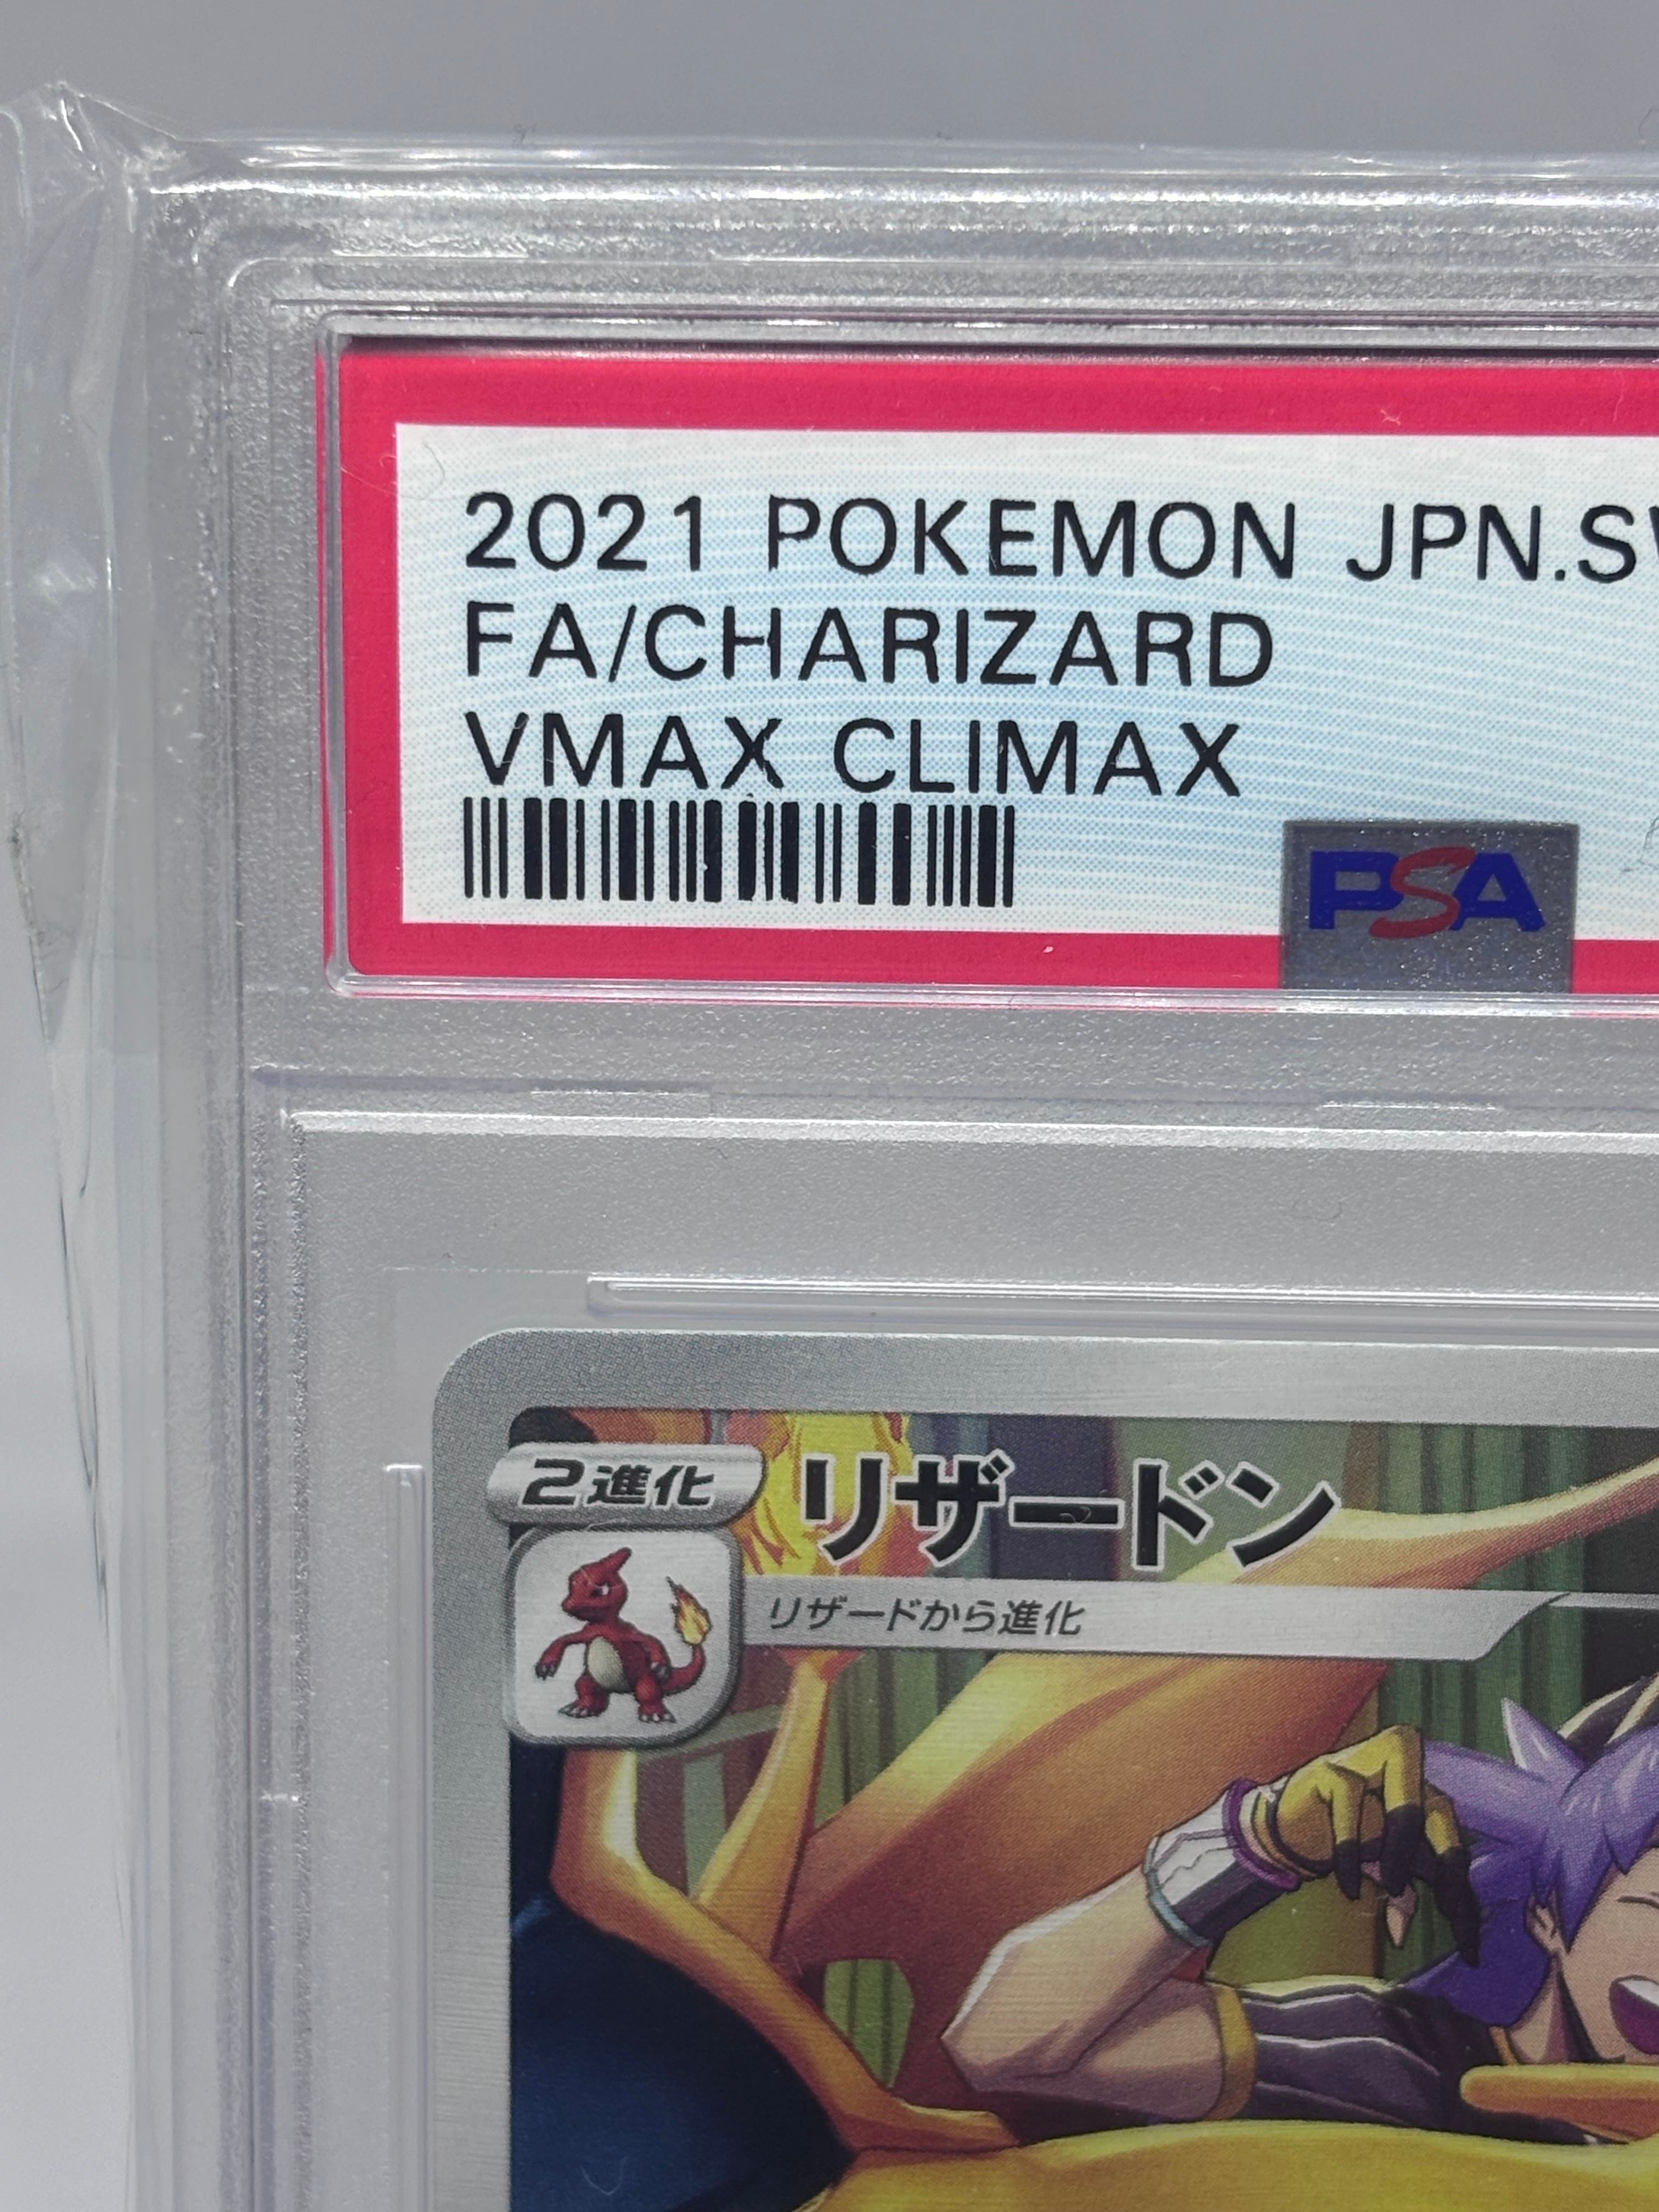 2021 POKEMON JPN.SW
FA/CHARIZARD
VMAX CLIMAX
PSA
2進化
リザードン
リザードから進化